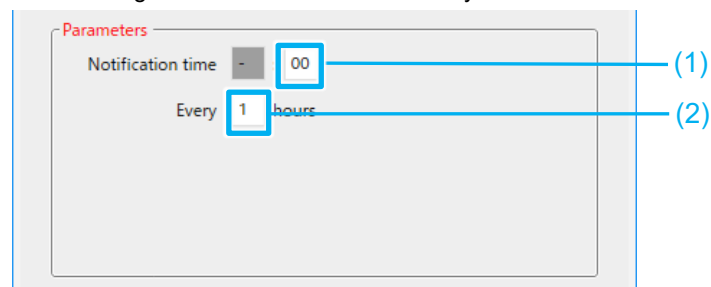 Parameters
Notification time - 00 (1)
Every 1 hours (2)